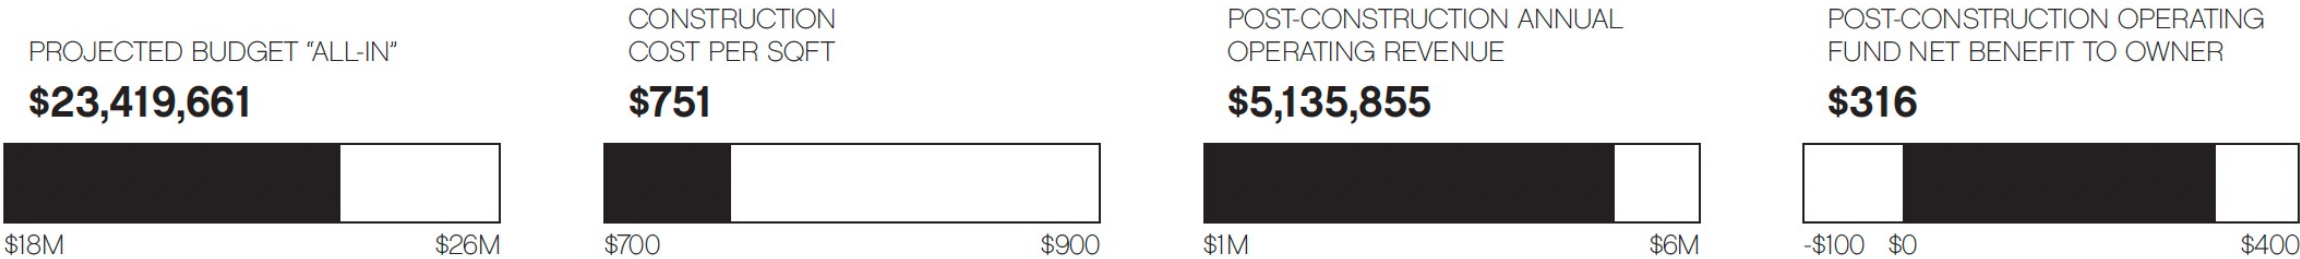 PROJECTED BUDGET “ALL-IN”
$23,419,661
$18M
$26M
CONSTRUCTION
COST PER SQFT
$751
$700
$900
POST-CONSTRUCTION ANNUAL
OPERATING REVENUE
$5,135,855
$1M
$6M
POST-CONSTRUCTION OPERATING
FUND NET BENEFIT TO OWNER
$316
-$100
$0
$400